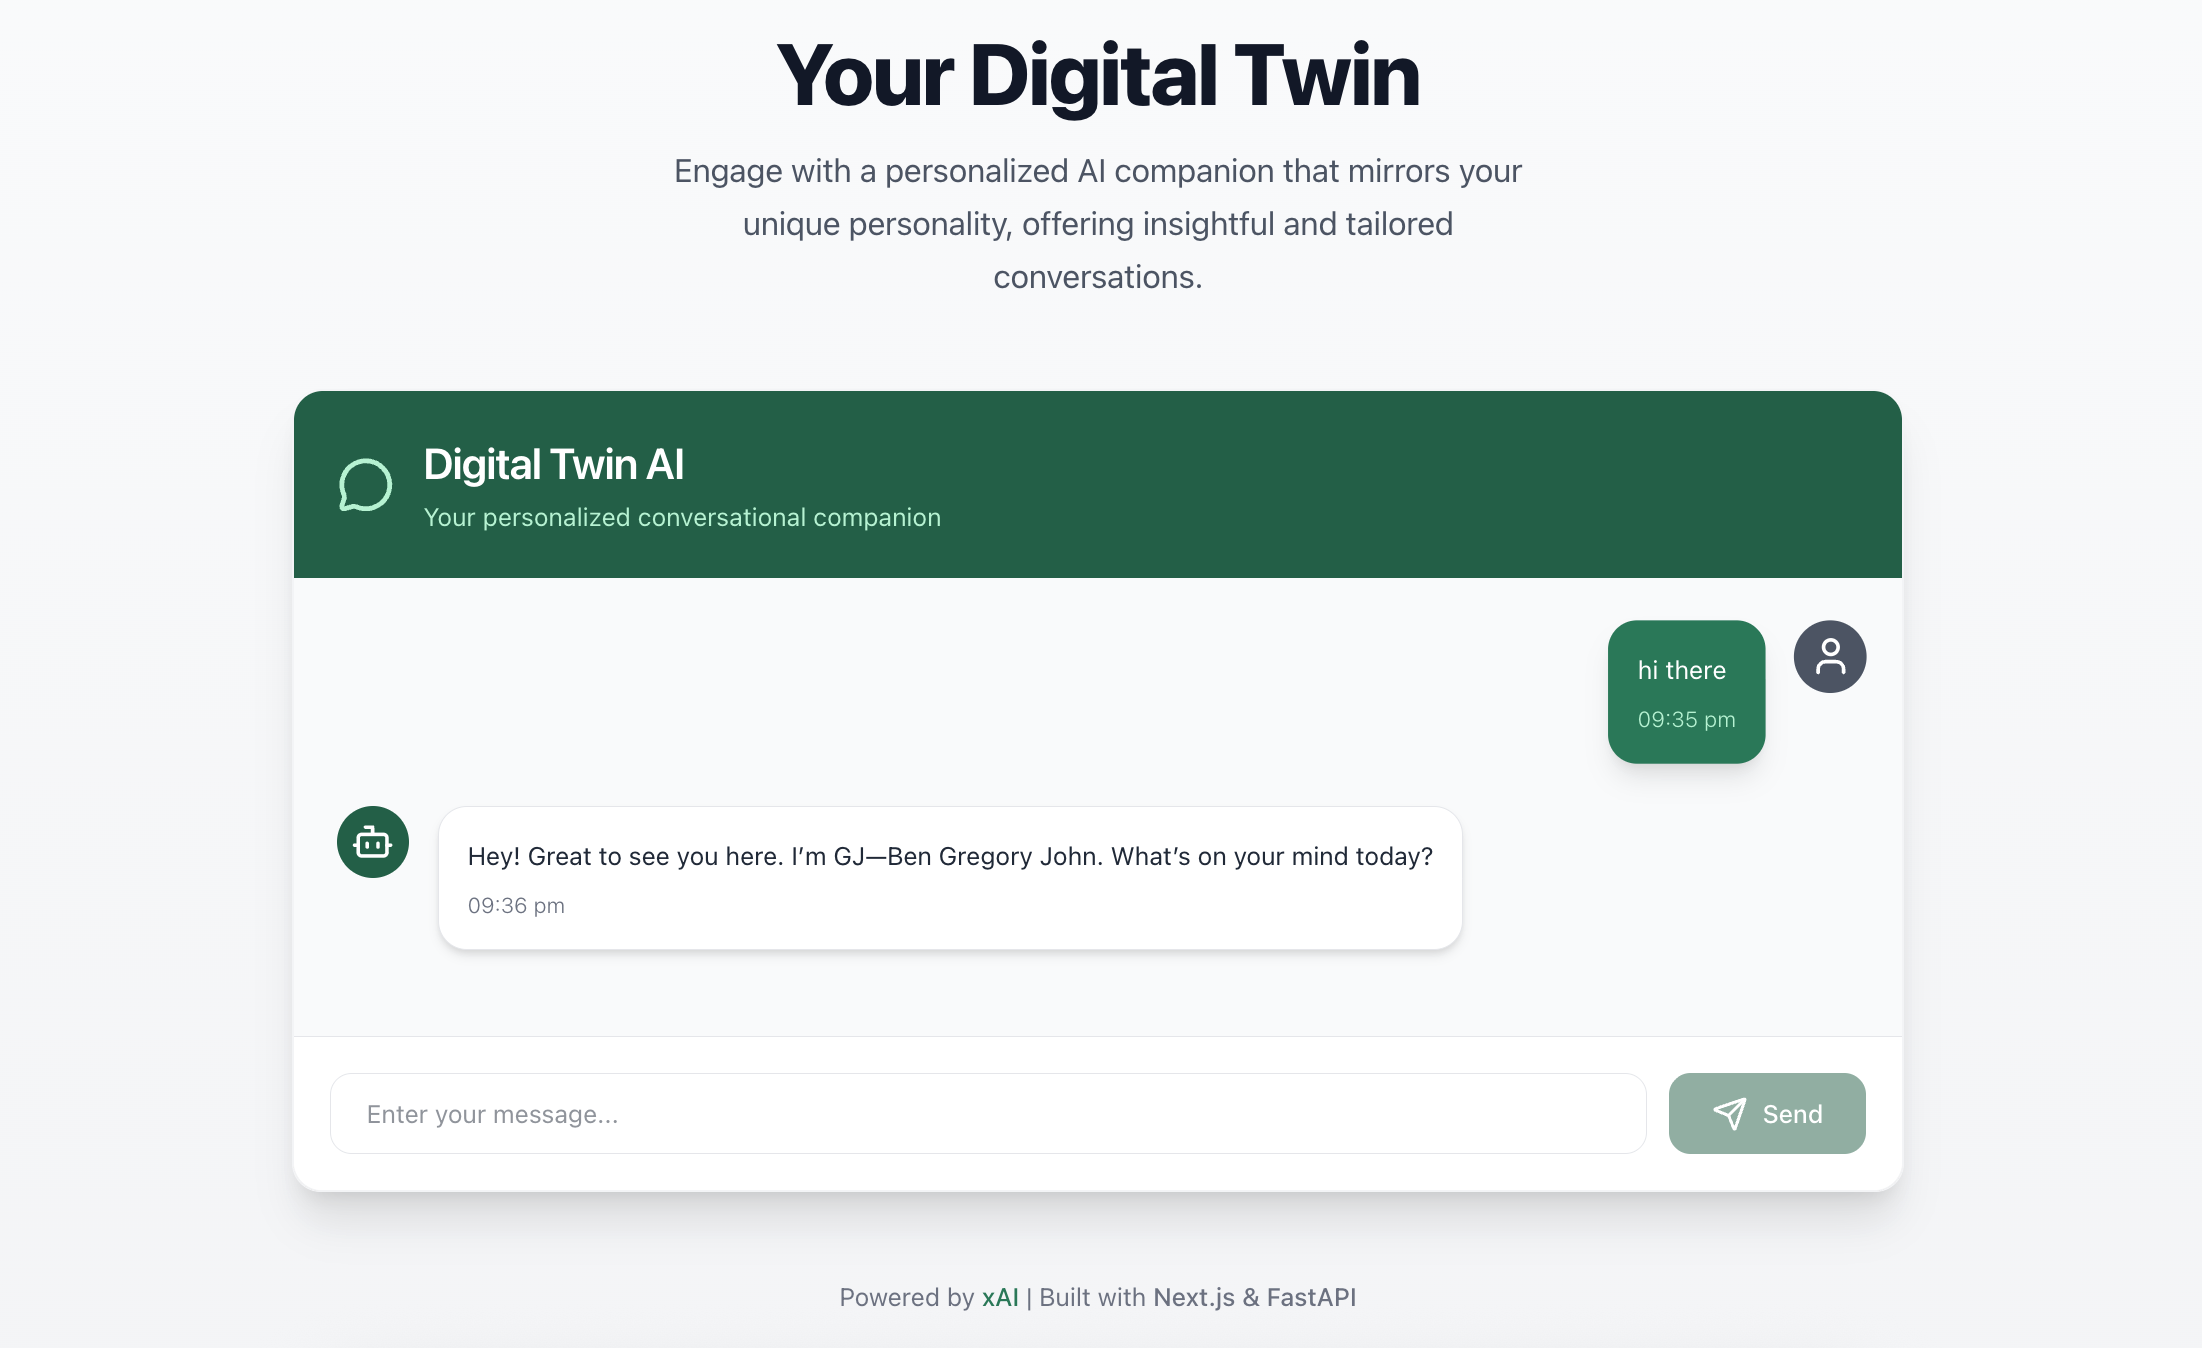 Your Digital Twin
Engage with a personalized AI companion that mirrors your
unique personality, offering insightful and tailored
conversations.
Digital Twin AI
Your personalized conversational companion
hi there
09:35 pm
Hey! Great to see you here. I’m GJ—Ben Gregory John. What’s on your mind today?
09:36 pm
Enter your message...
Send
Powered by xAI | Built with Next.js & FastAPI